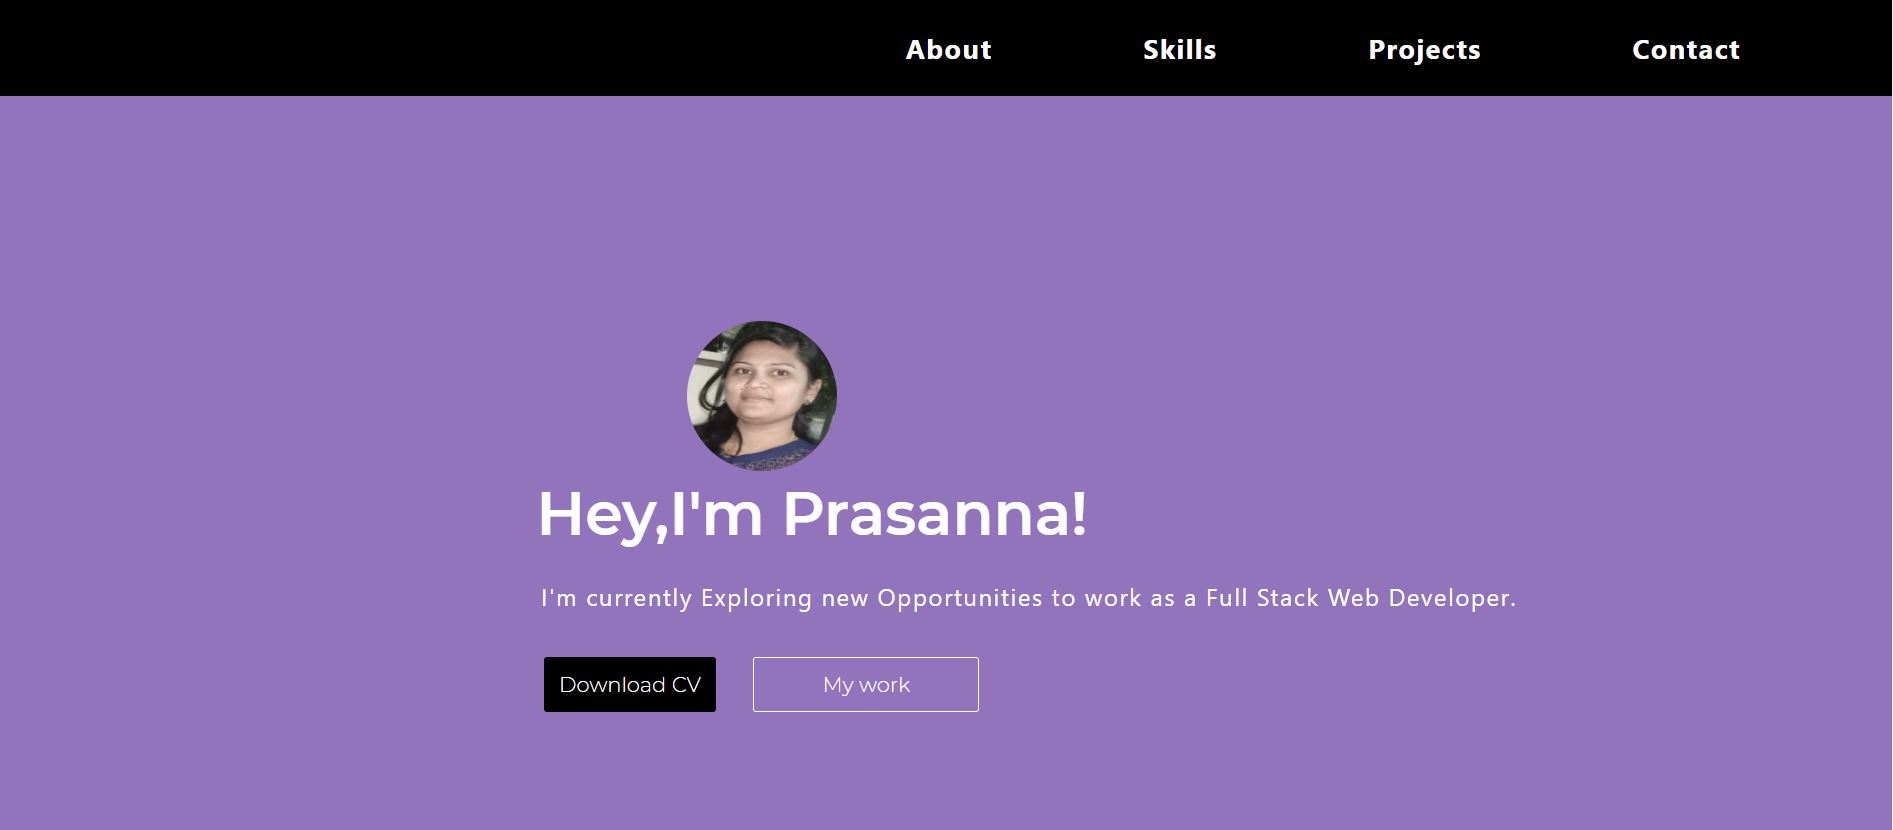 About Skills Projects Contact
Hey,I'm Prasanna!
I'm currently Exploring new Opportunities to work as a Full Stack Web Developer.
Download CV My work